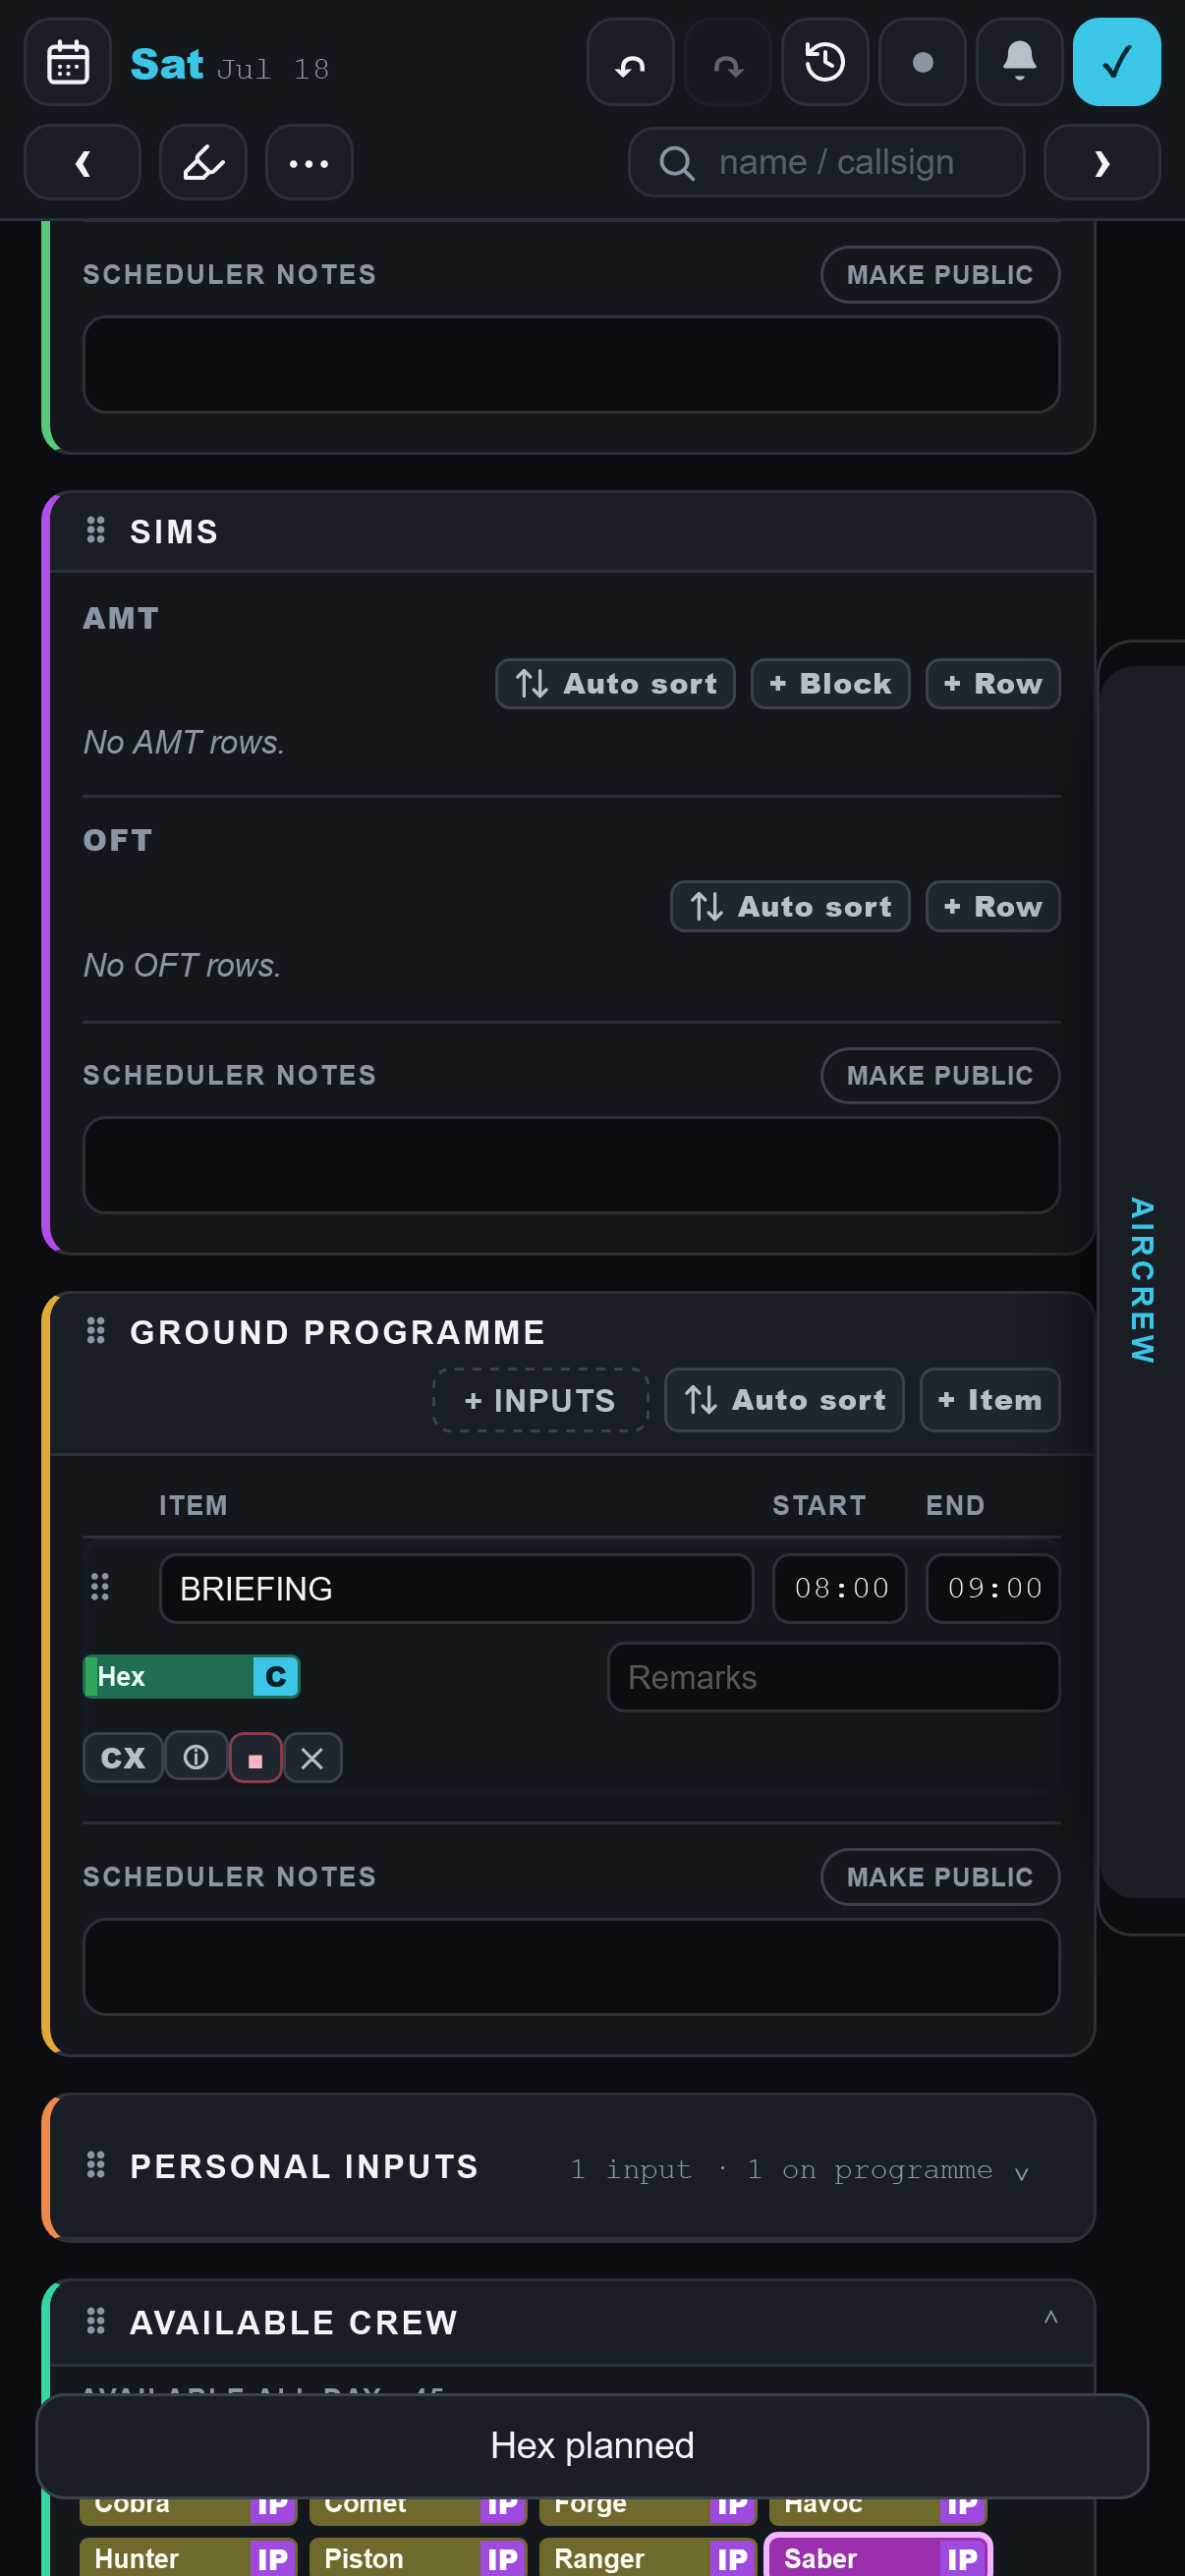 Sat Jul 18
name / callsign
SCHEDULER NOTES MAKE PUBLIC
SIMS
AMT
Auto sort + Block + Row
No AMT rows.
OFT
Auto sort + Row
No OFT rows.
SCHEDULER NOTES MAKE PUBLIC
AIRCREW
GROUND PROGRAMME
+ INPUTS Auto sort + Item
ITEM START END
BRIEFING 08:00 09:00
Hex C Remarks
CX
SCHEDULER NOTES MAKE PUBLIC
PERSONAL INPUTS 1 input · 1 on programme
AVAILABLE CREW
Hex planned
Cobra IP Comet IP Forge IP Havoc IP
Hunter IP Piston IP Ranger IP Saber IP